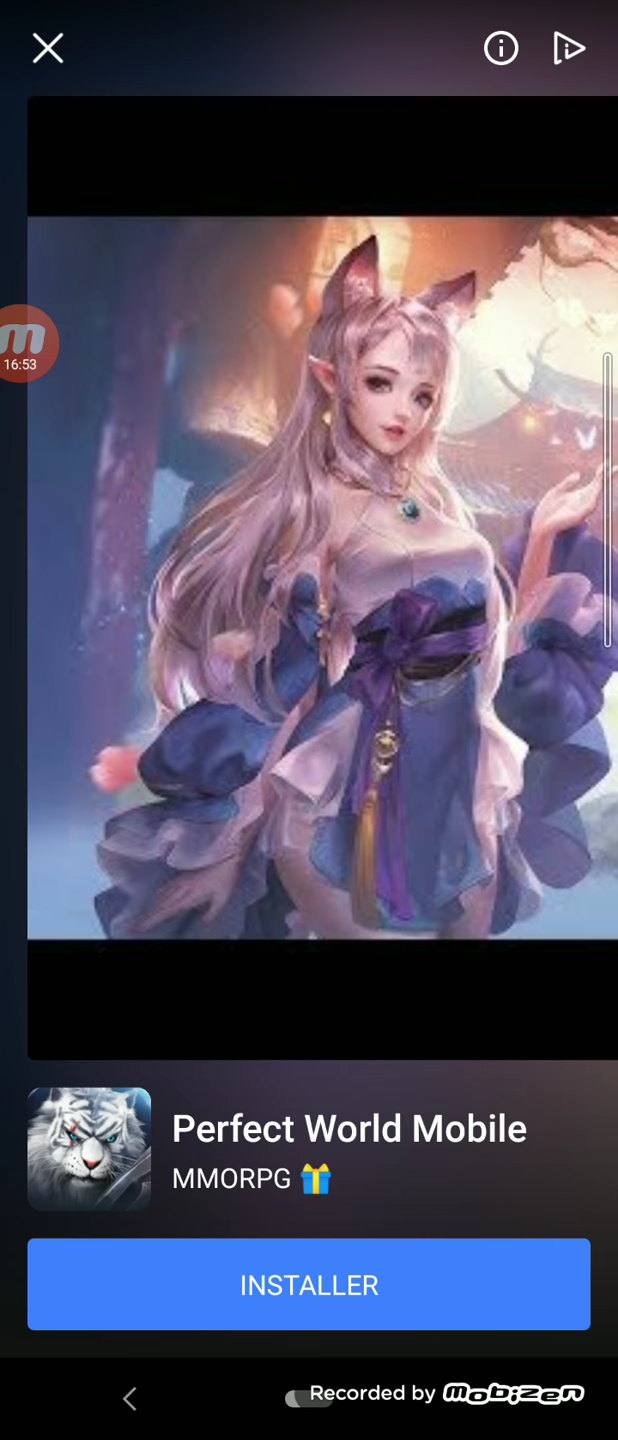 m
16:53
Perfect World Mobile
MMORPG
INSTALLER
Recorded by mobizen